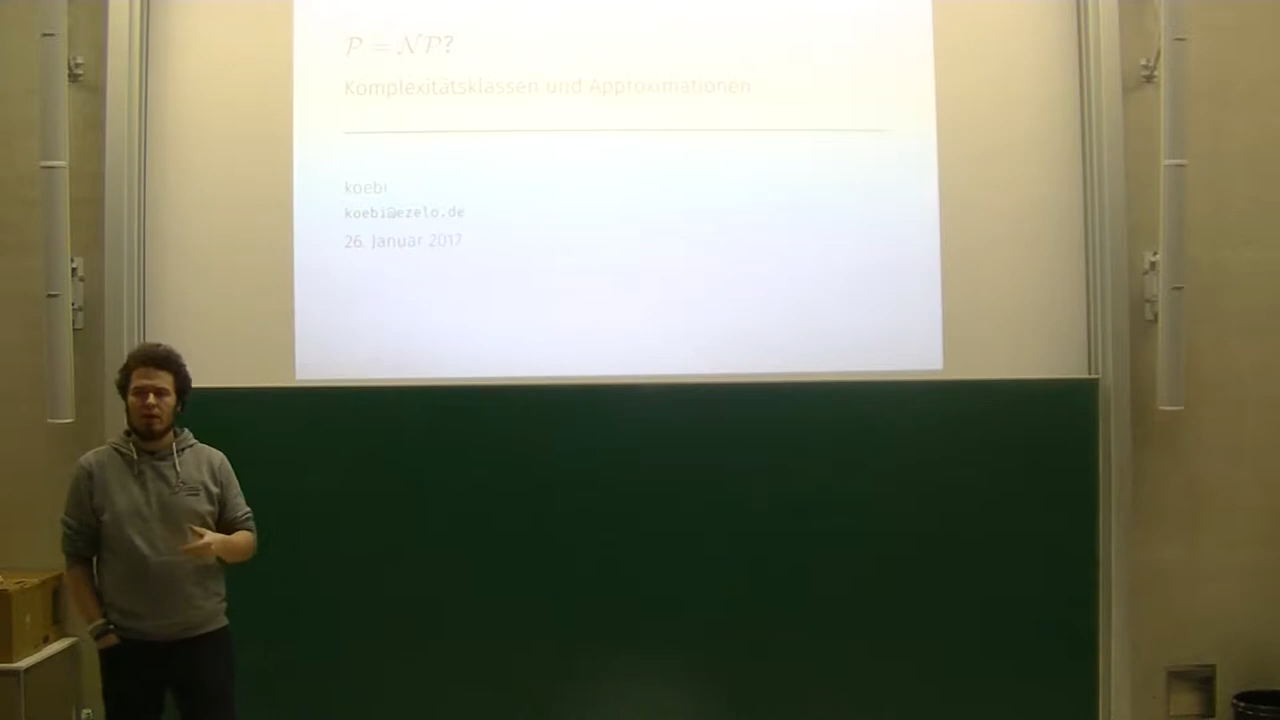 P = NP?
Komplexitätsklassen und Approximationen
koebi
koebi@ezelo.de
26. Januar 2017